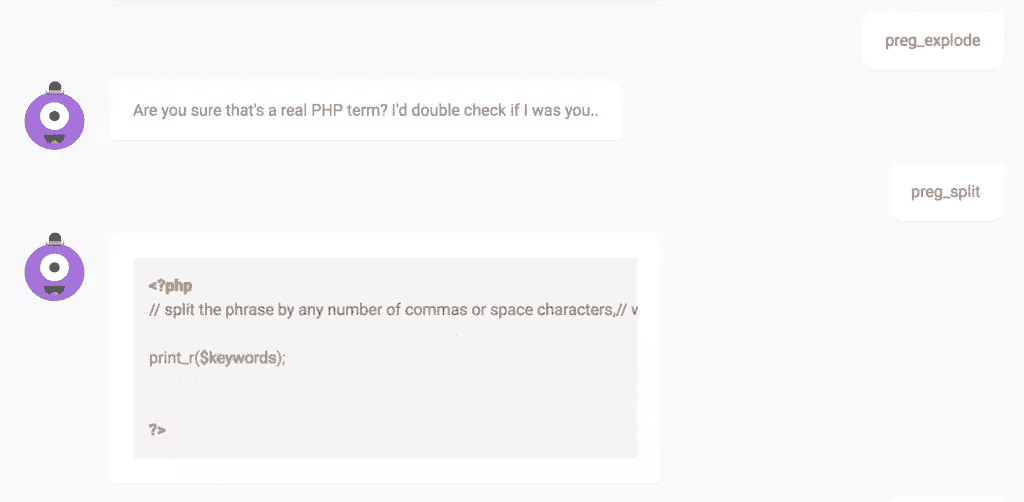 preg_explode
Are you sure that's a real PHP term? I'd double check if I was you..
preg_split
<?php
// split the phrase by any number of commas or space characters,// w
print_r($keywords);
?>